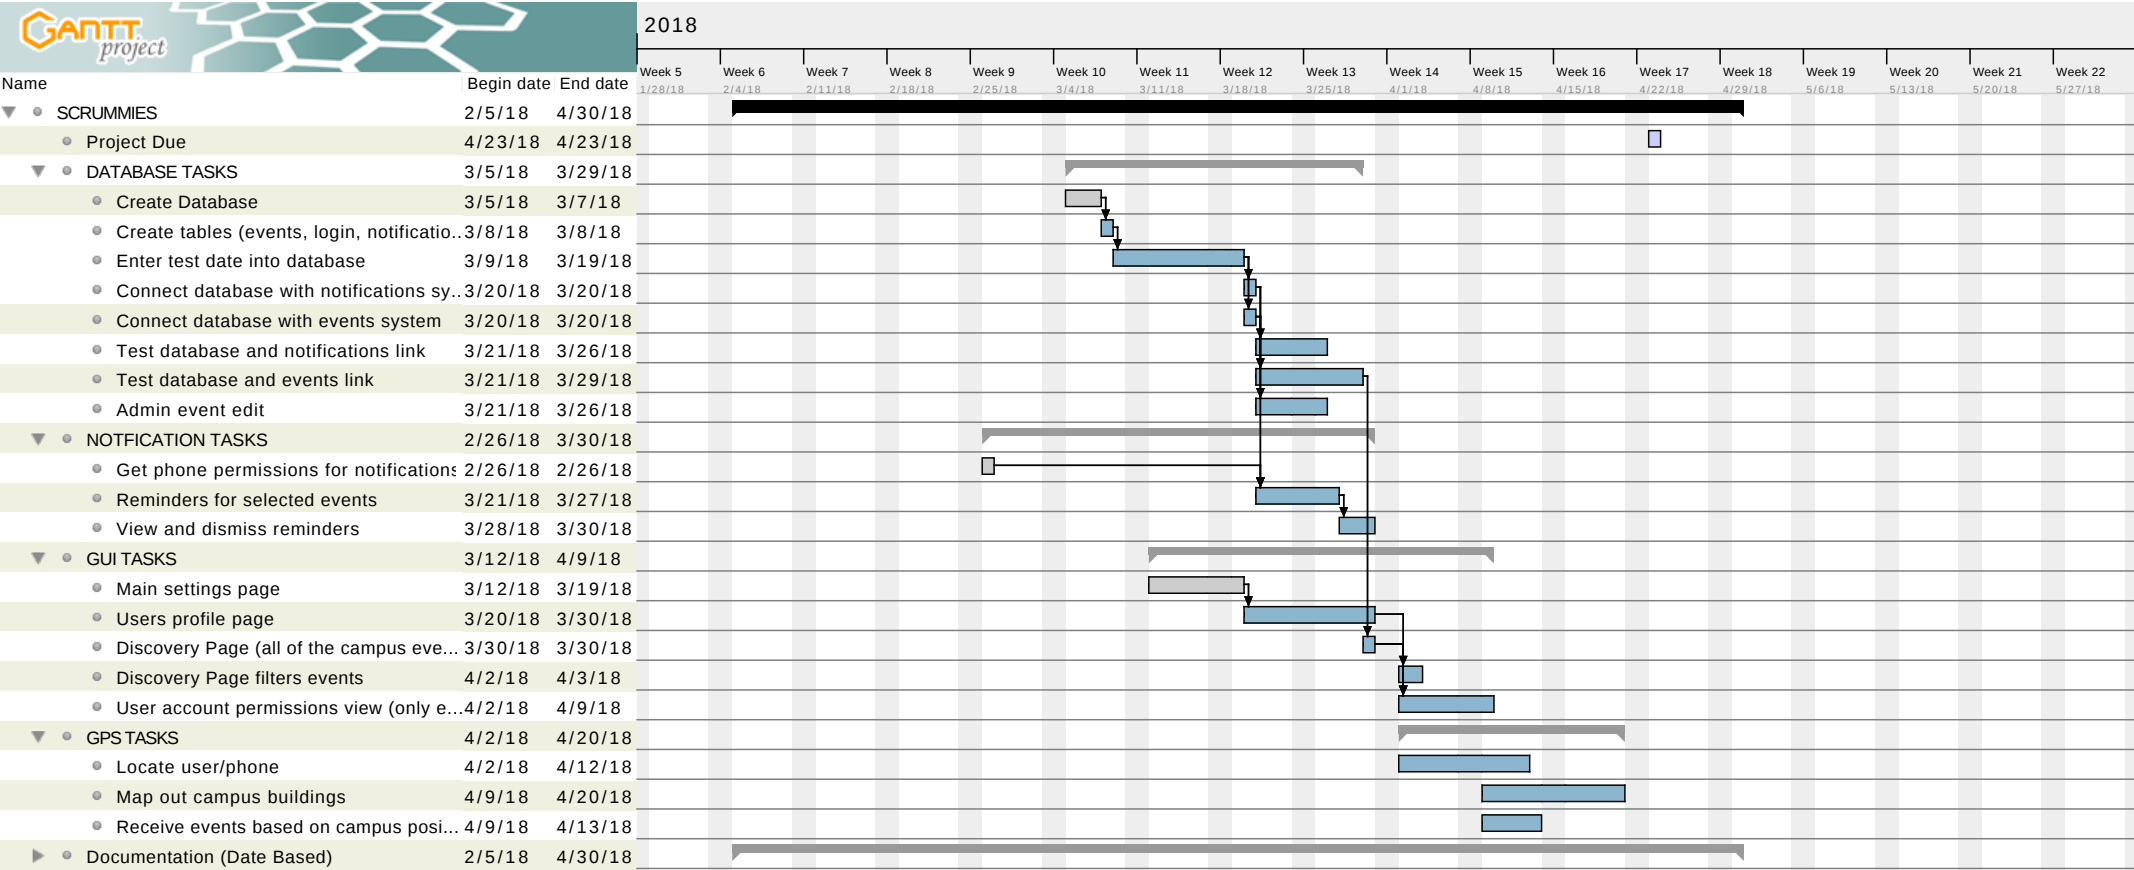 GANTT
project
2018
Week 5 Week 6 Week 7 Week 8 Week 9 Week 10 Week 11 Week 12 Week 13 Week 14 Week 15 Week 16 Week 17 Week 18 Week 19 Week 20 Week 21 Week 22
Name Begin date End date
1/28/18 2/4/18 2/11/18 2/18/18 2/25/18 3/4/18 3/11/18 3/18/18 3/25/18 4/1/18 4/8/18 4/15/18 4/22/18 4/29/18 5/6/18 5/13/18 5/20/18 5/27/18
SCRUMMIES 2/5/18 4/30/18
Project Due 4/23/18 4/23/18
DATABASE TASKS 3/5/18 3/29/18
Create Database 3/5/18 3/7/18
Create tables (events, login, notificatio.. 3/8/18 3/8/18
Enter test date into database 3/9/18 3/19/18
Connect database with notifications sy.. 3/20/18 3/20/18
Connect database with events system 3/20/18 3/20/18
Test database and notifications link 3/21/18 3/26/18
Test database and events link 3/21/18 3/29/18
Admin event edit 3/21/18 3/26/18
NOTFICATION TASKS 2/26/18 3/30/18
Get phone permissions for notifications 2/26/18 2/26/18
Reminders for selected events 3/21/18 3/27/18
View and dismiss reminders 3/28/18 3/30/18
GUI TASKS 3/12/18 4/9/18
Main settings page 3/12/18 3/19/18
Users profile page 3/20/18 3/30/18
Discovery Page (all of the campus eve... 3/30/18 3/30/18
Discovery Page filters events 4/2/18 4/3/18
User account permissions view (only e... 4/2/18 4/9/18
GPS TASKS 4/2/18 4/20/18
Locate user/phone 4/2/18 4/12/18
Map out campus buildings 4/9/18 4/20/18
Receive events based on campus posi... 4/9/18 4/13/18
Documentation (Date Based) 2/5/18 4/30/18